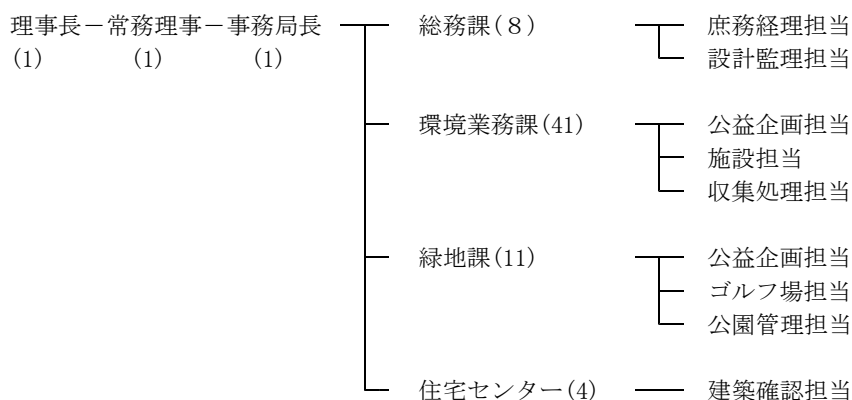 理事長－常務理事－事務局長 総務課(８) 庶務経理担当
(1) (1) (1) 設計監理担当
環境業務課(41) 公益企画担当
施設担当
収集処理担当
緑地課(11) 公益企画担当
ゴルフ場担当
公園管理担当
住宅センター(4) 建築確認担当